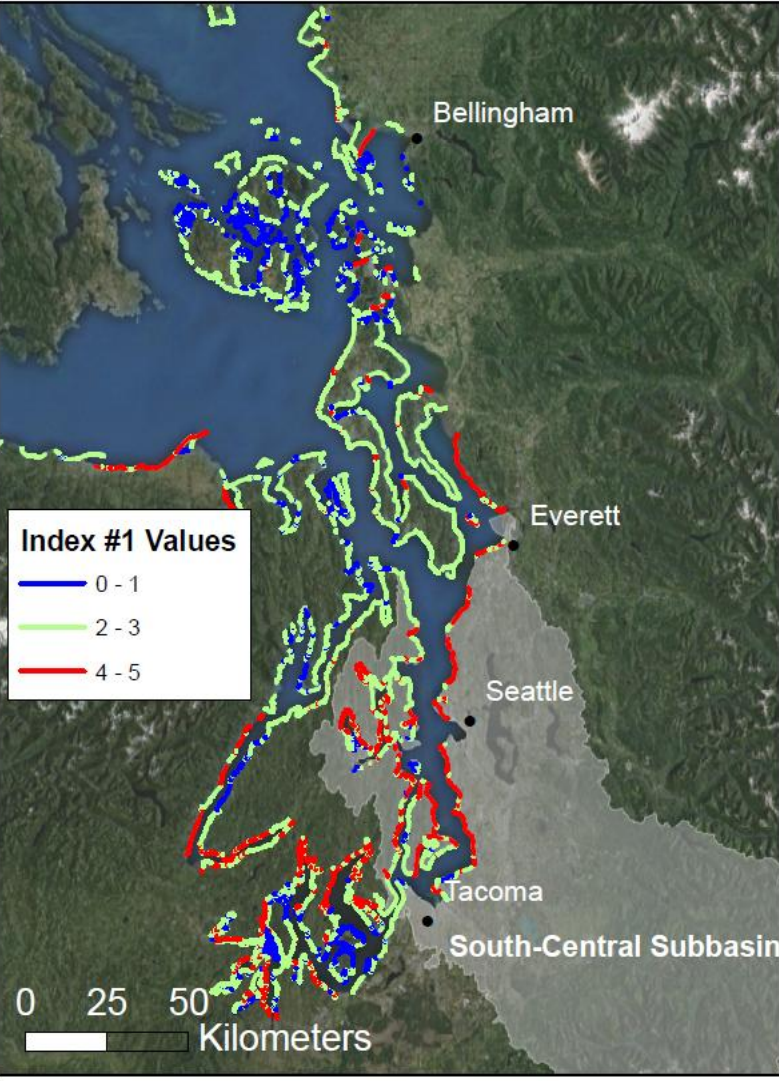 Bellingham
Everett
Index #1 Values
0 - 1
2 - 3
4 - 5
Seattle
Tacoma
South-Central Subbasin
0 25 50
Kilometers